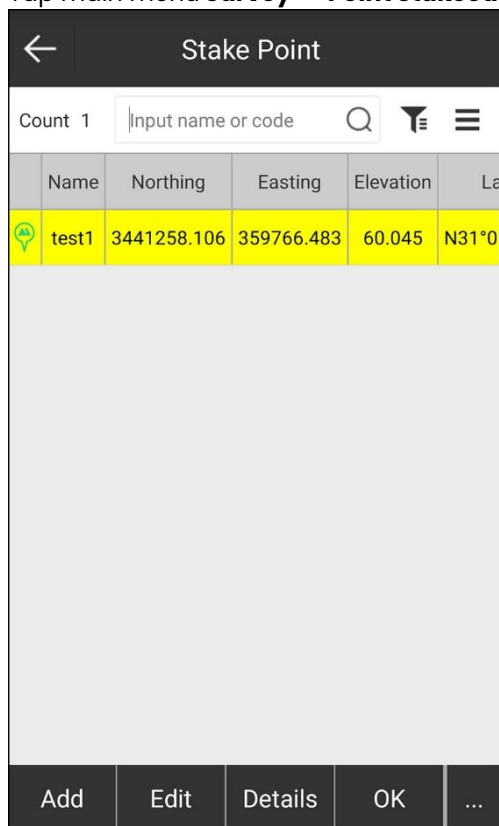 Stake Point
Count 1 Input name or code
Name Northing Easting Elevation La
test1 3441258.106 359766.483 60.045 N31°0
Add Edit Details OK ...